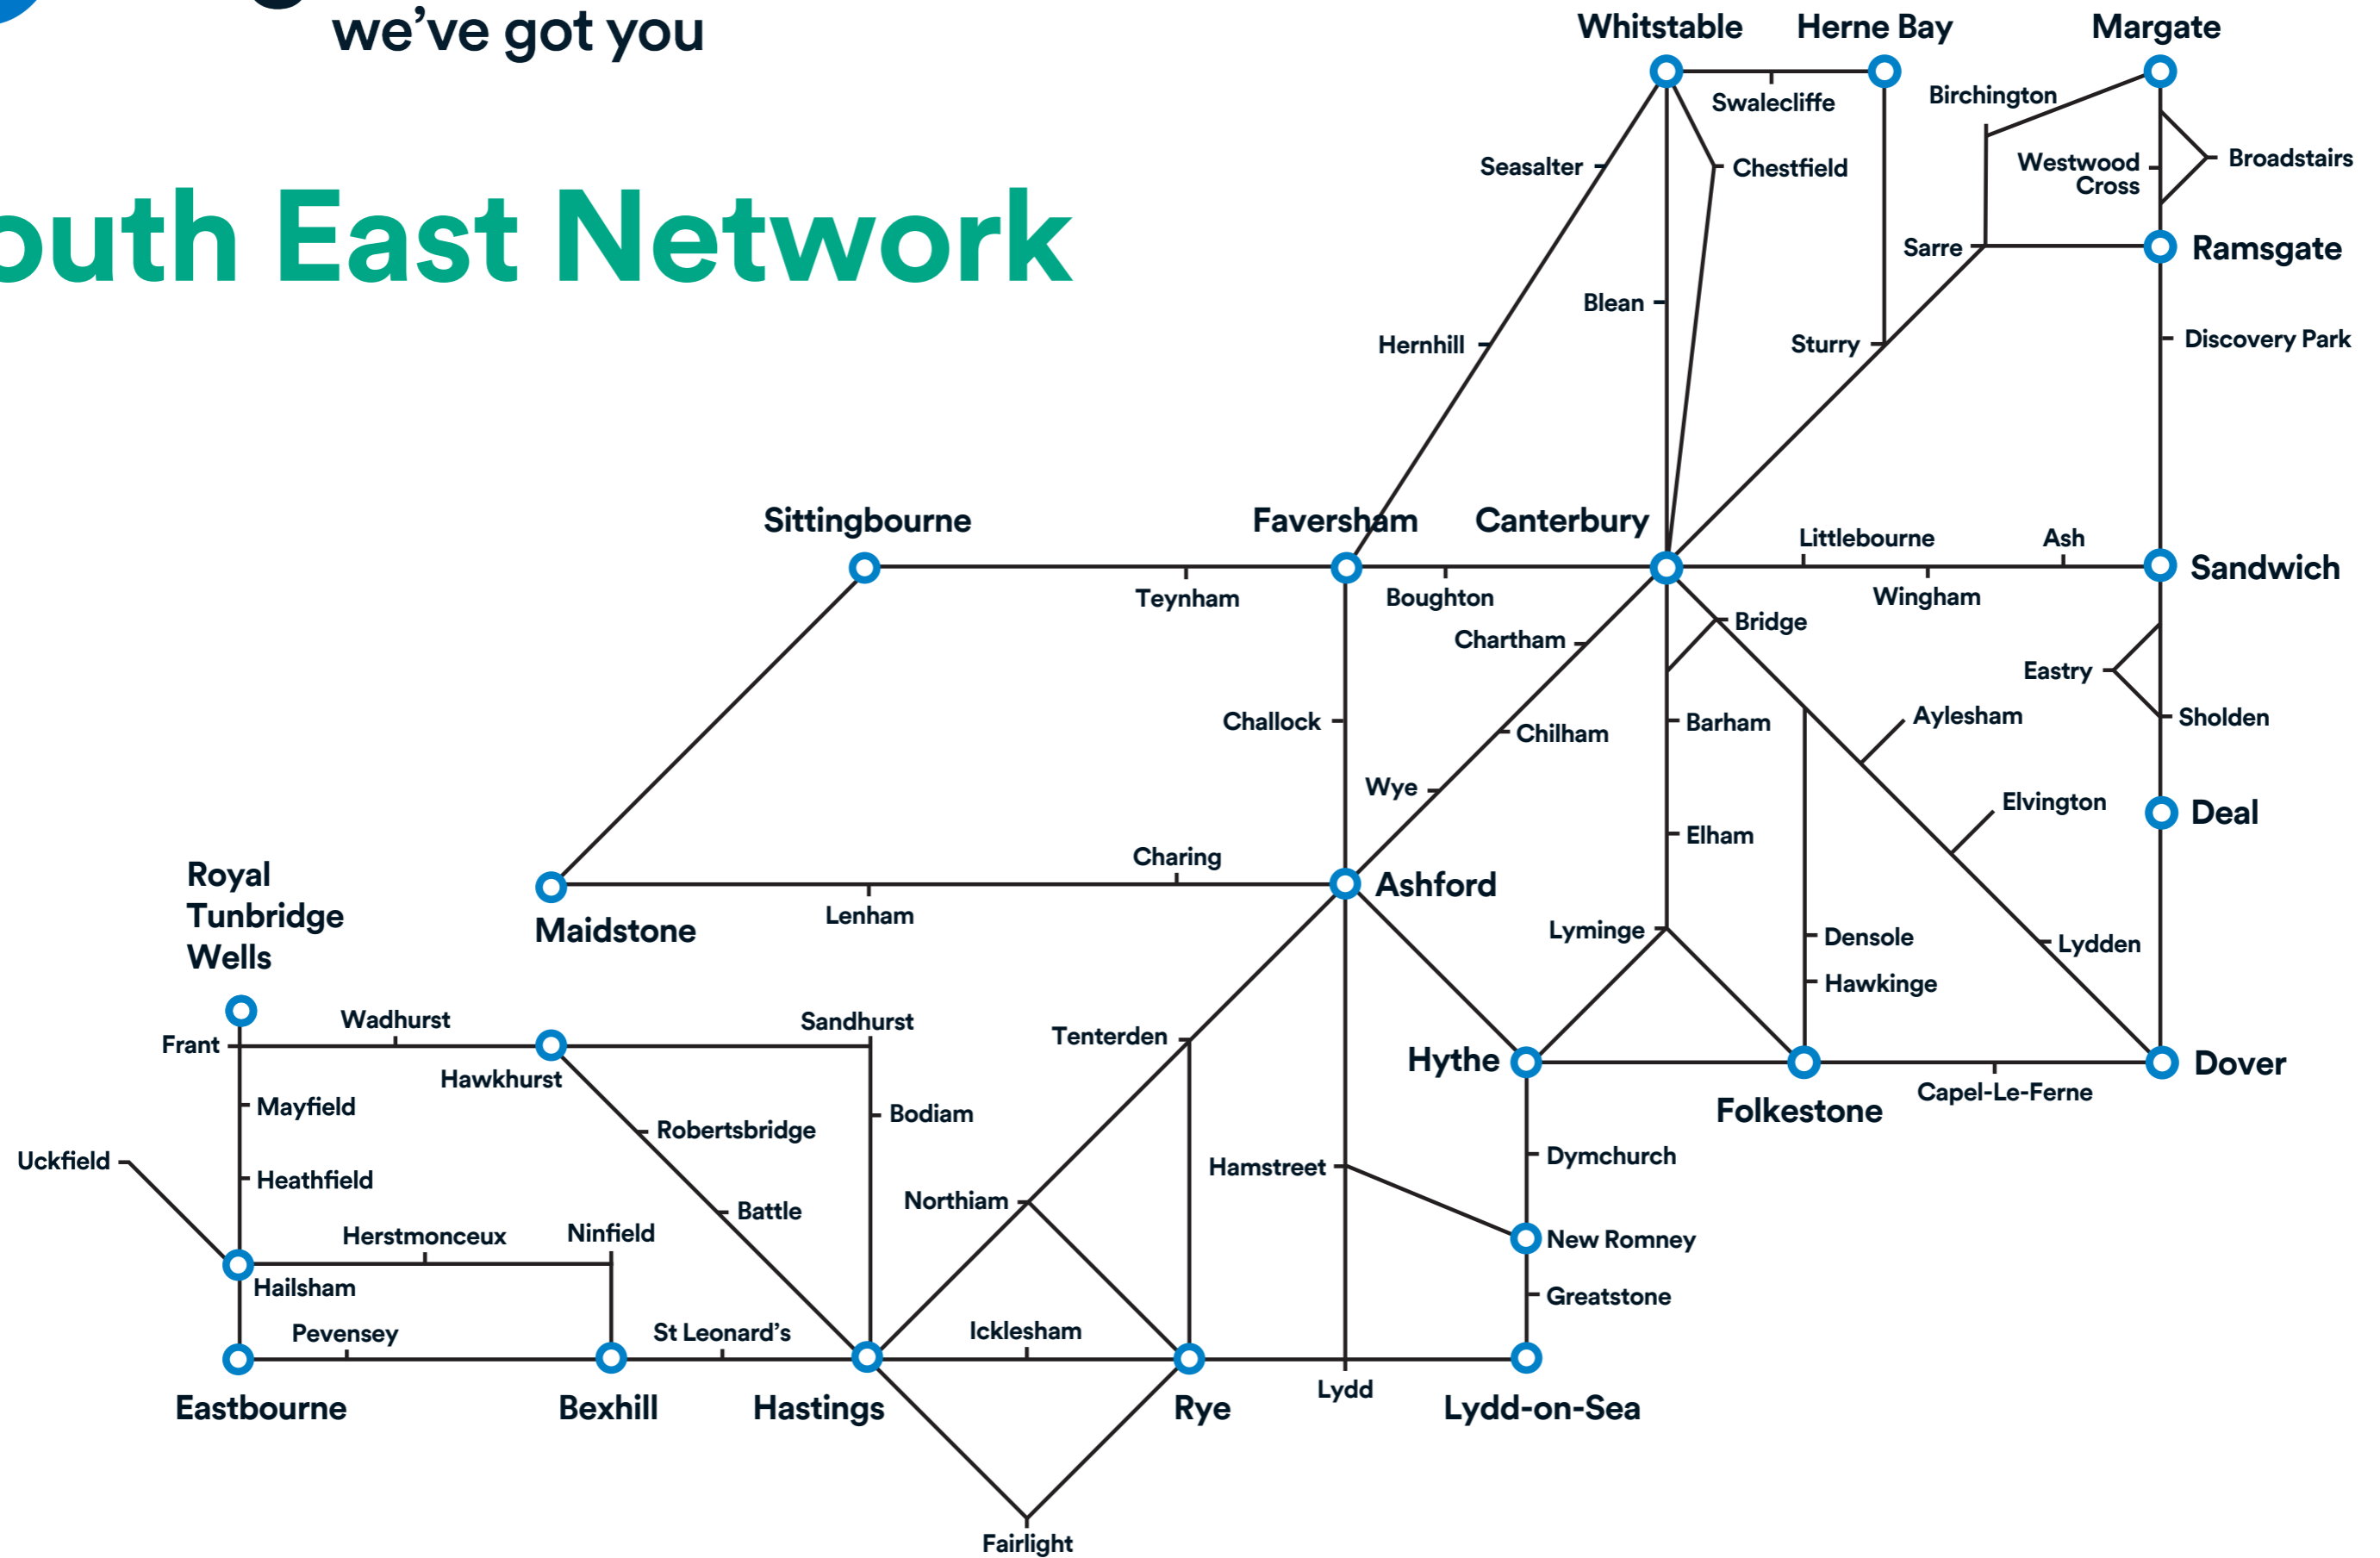 we’ve got you
Whitstable
Herne Bay
Margate
Swalecliffe
Birchington
Seasalter
Chestfield
Westwood
Cross
Broadstairs
outh East Network
Sarre
Ramsgate
Blean
Hernhill
Sturry
Discovery Park
Sittingbourne
Faversham
Canterbury
Littlebourne
Ash
Sandwich
Teynham
Boughton
Wingham
Chartham
Bridge
Eastry
Challock
Chilham
Barham
Aylesham
Sholden
Wye
Elvington
Deal
Elham
Charing
Royal
Tunbridge
Wells
Ashford
Maidstone
Lenham
Lyminge
Densole
Lydden
Hawkinge
Wadhurst
Sandhurst
Frant
Tenterden
Hythe
Dover
Hawkhurst
Folkestone
Capel-Le-Ferne
Mayfield
Robertsbridge
Bodiam
Uckfield
Heathfield
Hamstreet
Dymchurch
Battle
Northiam
Herstmonceux
Ninfield
New Romney
Hailsham
Greatstone
Pevensey
St Leonard’s
Icklesham
Lydd
Eastbourne
Bexhill
Hastings
Rye
Lydd-on-Sea
Fairlight